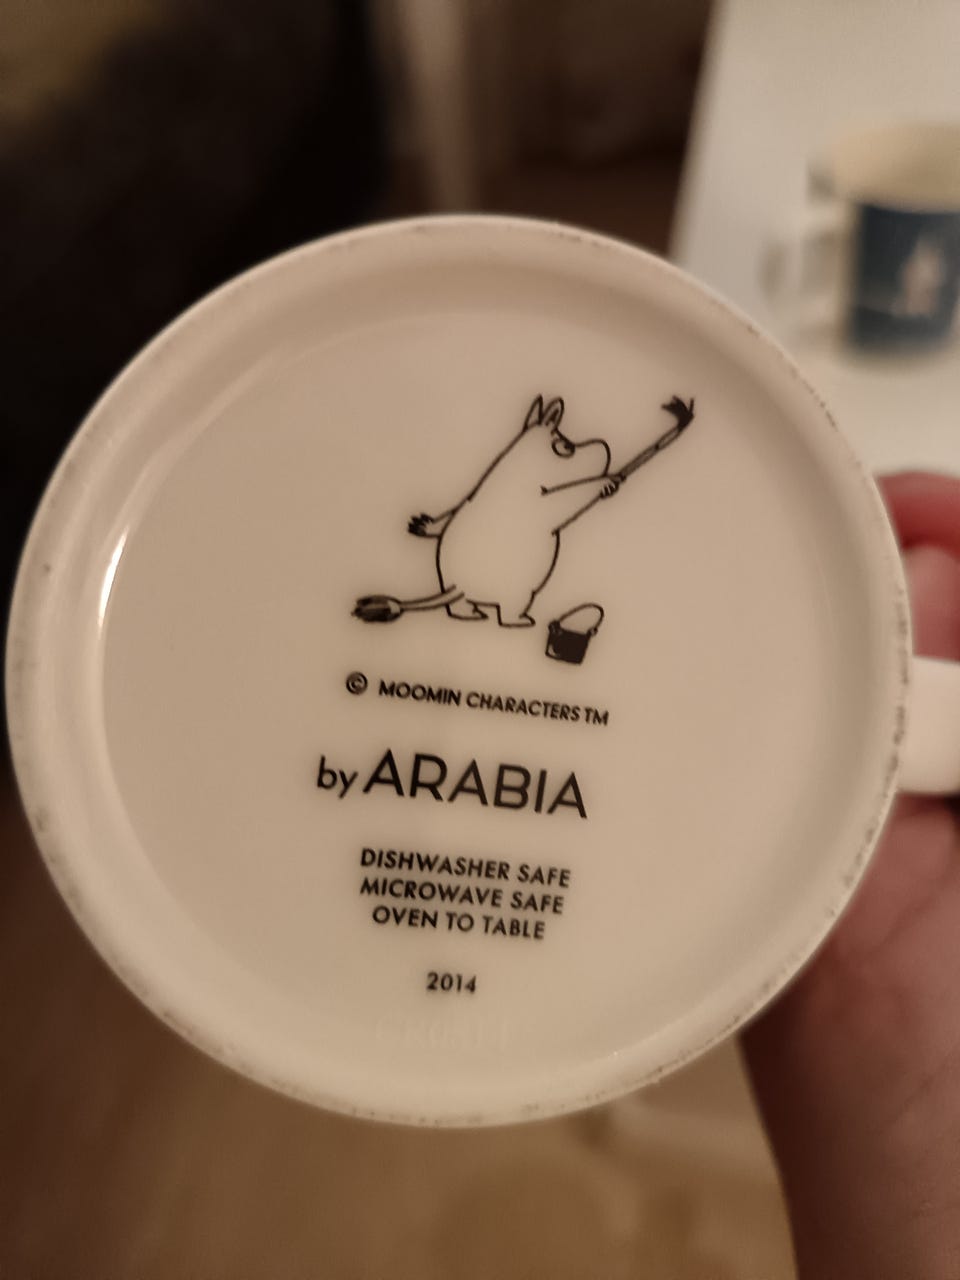 © MOOMIN CHARACTERS TM
by ARABIA
DISHWASHER SAFE
MICROWAVE SAFE
OVEN TO TABLE
2014